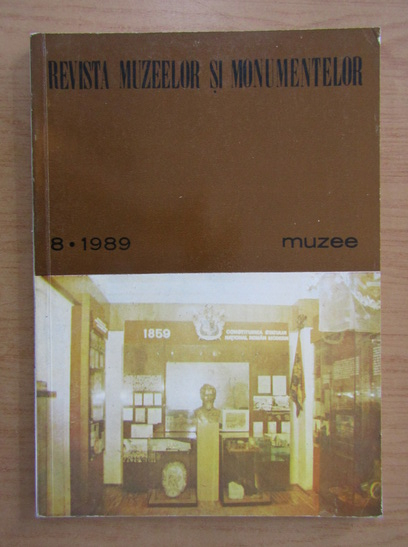 REVISTA MUZEELOR ȘI MONUMENTELOR
8 • 1989
muzee
1859